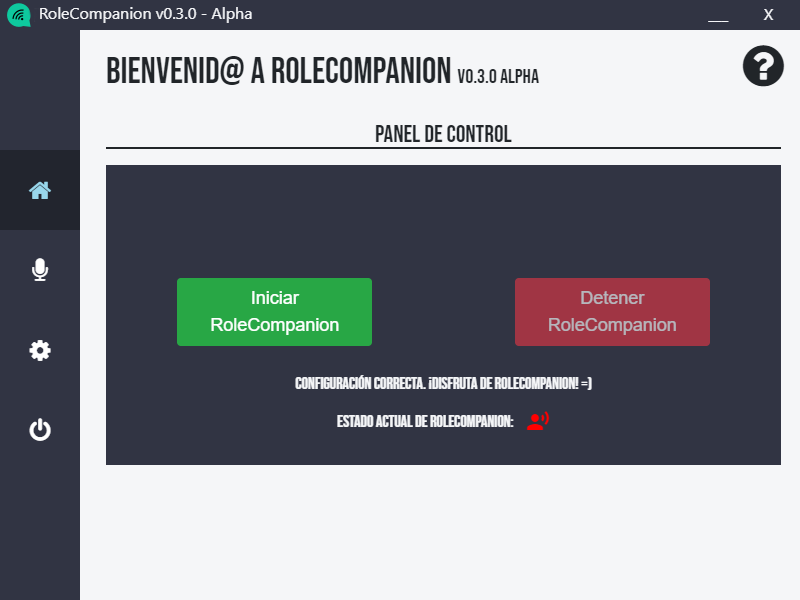 RoleCompanion v0.3.0 - Alpha
X
BIENVENID@ A ROLECOMPANION V0.3.0 ALPHA
PANEL DE CONTROL
Iniciar
RoleCompanion
Detener
RoleCompanion
CONFIGURACIÓN CORRECTA. ¡DISFRUTA DE ROLECOMPANION! =)
ESTADO ACTUAL DE ROLECOMPANION: